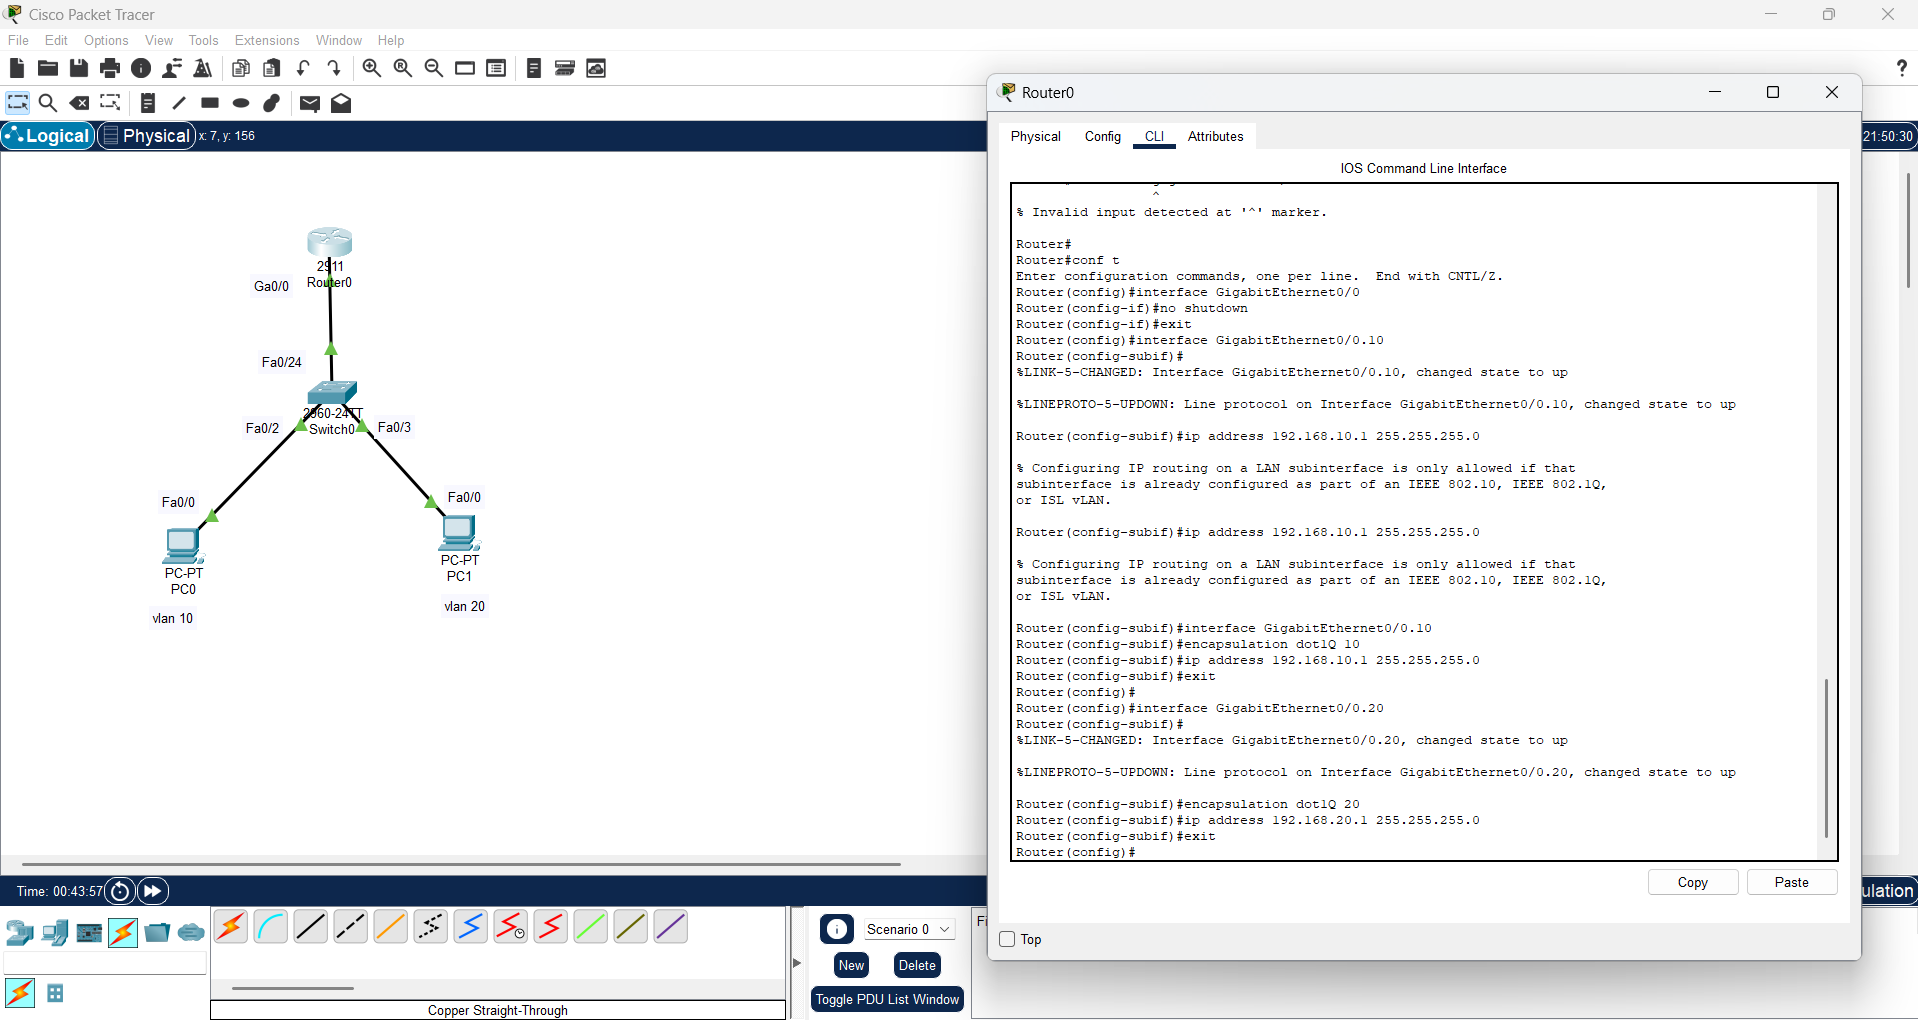 Cisco Packet Tracer
File Edit Options View Tools Extensions Window Help
?
Logical Physical x: 7, y: 156
21:50:30
2911
Router0
Ga0/0
Fa0/24
2960-24TT
Switch0
Fa0/2
Fa0/3
Fa0/0
Fa0/0
PC-PT
PC0
vlan 10
PC-PT
PC1
vlan 20
Router0
Physical Config CLI Attributes
IOS Command Line Interface
^
% Invalid input detected at '^' marker.
Router#
Router#conf t
Enter configuration commands, one per line. End with CNTL/Z.
Router(config)#interface GigabitEthernet0/0
Router(config-if)#no shutdown
Router(config-if)#exit
Router(config)#interface GigabitEthernet0/0.10
Router(config-subif)#
%LINK-5-CHANGED: Interface GigabitEthernet0/0.10, changed state to up
%LINEPROTO-5-UPDOWN: Line protocol on Interface GigabitEthernet0/0.10, changed state to up
Router(config-subif)#ip address 192.168.10.1 255.255.255.0
% Configuring IP routing on a LAN subinterface is only allowed if that
subinterface is already configured as part of an IEEE 802.10, IEEE 802.1Q,
or ISL vLAN.
Router(config-subif)#ip address 192.168.10.1 255.255.255.0
% Configuring IP routing on a LAN subinterface is only allowed if that
subinterface is already configured as part of an IEEE 802.10, IEEE 802.1Q,
or ISL vLAN.
Router(config-subif)#interface GigabitEthernet0/0.10
Router(config-subif)#encapsulation dot1Q 10
Router(config-subif)#ip address 192.168.10.1 255.255.255.0
Router(config-subif)#exit
Router(config)#
Router(config)#interface GigabitEthernet0/0.20
Router(config-subif)#
%LINK-5-CHANGED: Interface GigabitEthernet0/0.20, changed state to up
%LINEPROTO-5-UPDOWN: Line protocol on Interface GigabitEthernet0/0.20, changed state to up
Router(config-subif)#encapsulation dot1Q 20
Router(config-subif)#ip address 192.168.20.1 255.255.255.0
Router(config-subif)#exit
Router(config)#
Copy Paste
Top
Time: 00:43:57
ulation
Scenario 0
Fi
New Delete
Toggle PDU List Window
Copper Straight-Through